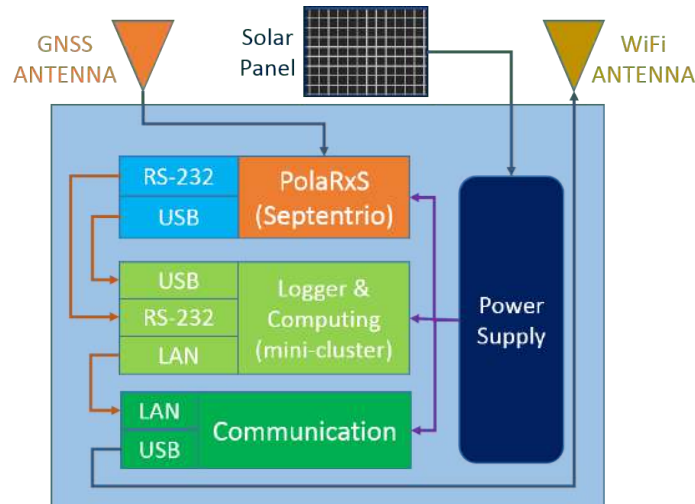 GNSS
ANTENNA
Solar
Panel
WiFi
ANTENNA
RS-232
USB
PolaRxS
(Septentrio)
USB
RS-232
LAN
Logger &
Computing
(mini-cluster)
Power
Supply
LAN
USB
Communication